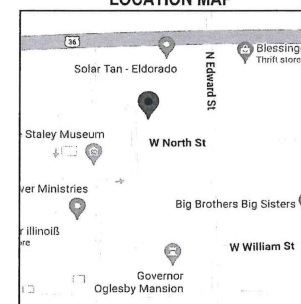 LOCATION MAP
36
Solar Tan - Eldorado
N Edward St
Blessing
Thrift store
Staley Museum
W North St
ver Ministries
Big Brothers Big Sisters
r illinoiß
re
W William St
Governor
Oglesby Mansion